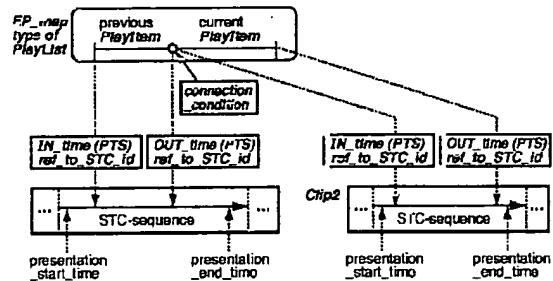 EP_map
type of
PlayList
previous
PlayItem
current
PlayItem
connection
_condition
IN_time (PTS)
ref_to_STC_id
OUT_time (PTS)
ref_to_STC_id
IN_time (PTS)
ref_to_STC_id
OUT_time (PTS)
ref_to_STC_id
Clip2
... STC-sequence ...
... STC-sequence ...
presentation
_start_time
presentation
_end_time
presentation
_start_time
presentation
_end_time